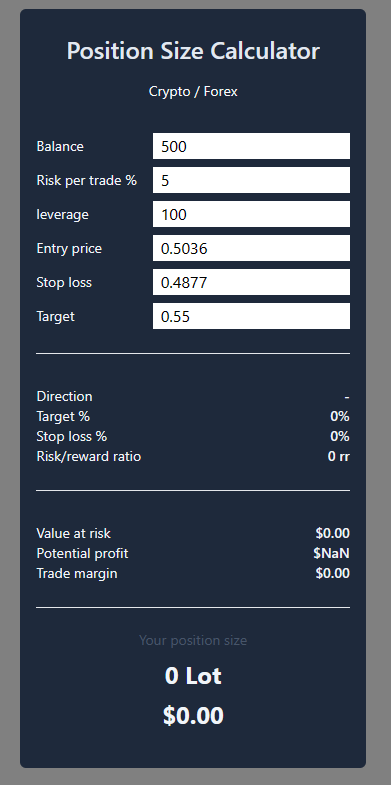 Position Size Calculator
Crypto / Forex
Balance 500
Risk per trade % 5
leverage 100
Entry price 0.5036
Stop loss 0.4877
Target 0.55
Direction -
Target % 0%
Stop loss % 0%
Risk/reward ratio 0 rr
Value at risk $0.00
Potential profit $NaN
Trade margin $0.00
Your position size
0 Lot
$0.00